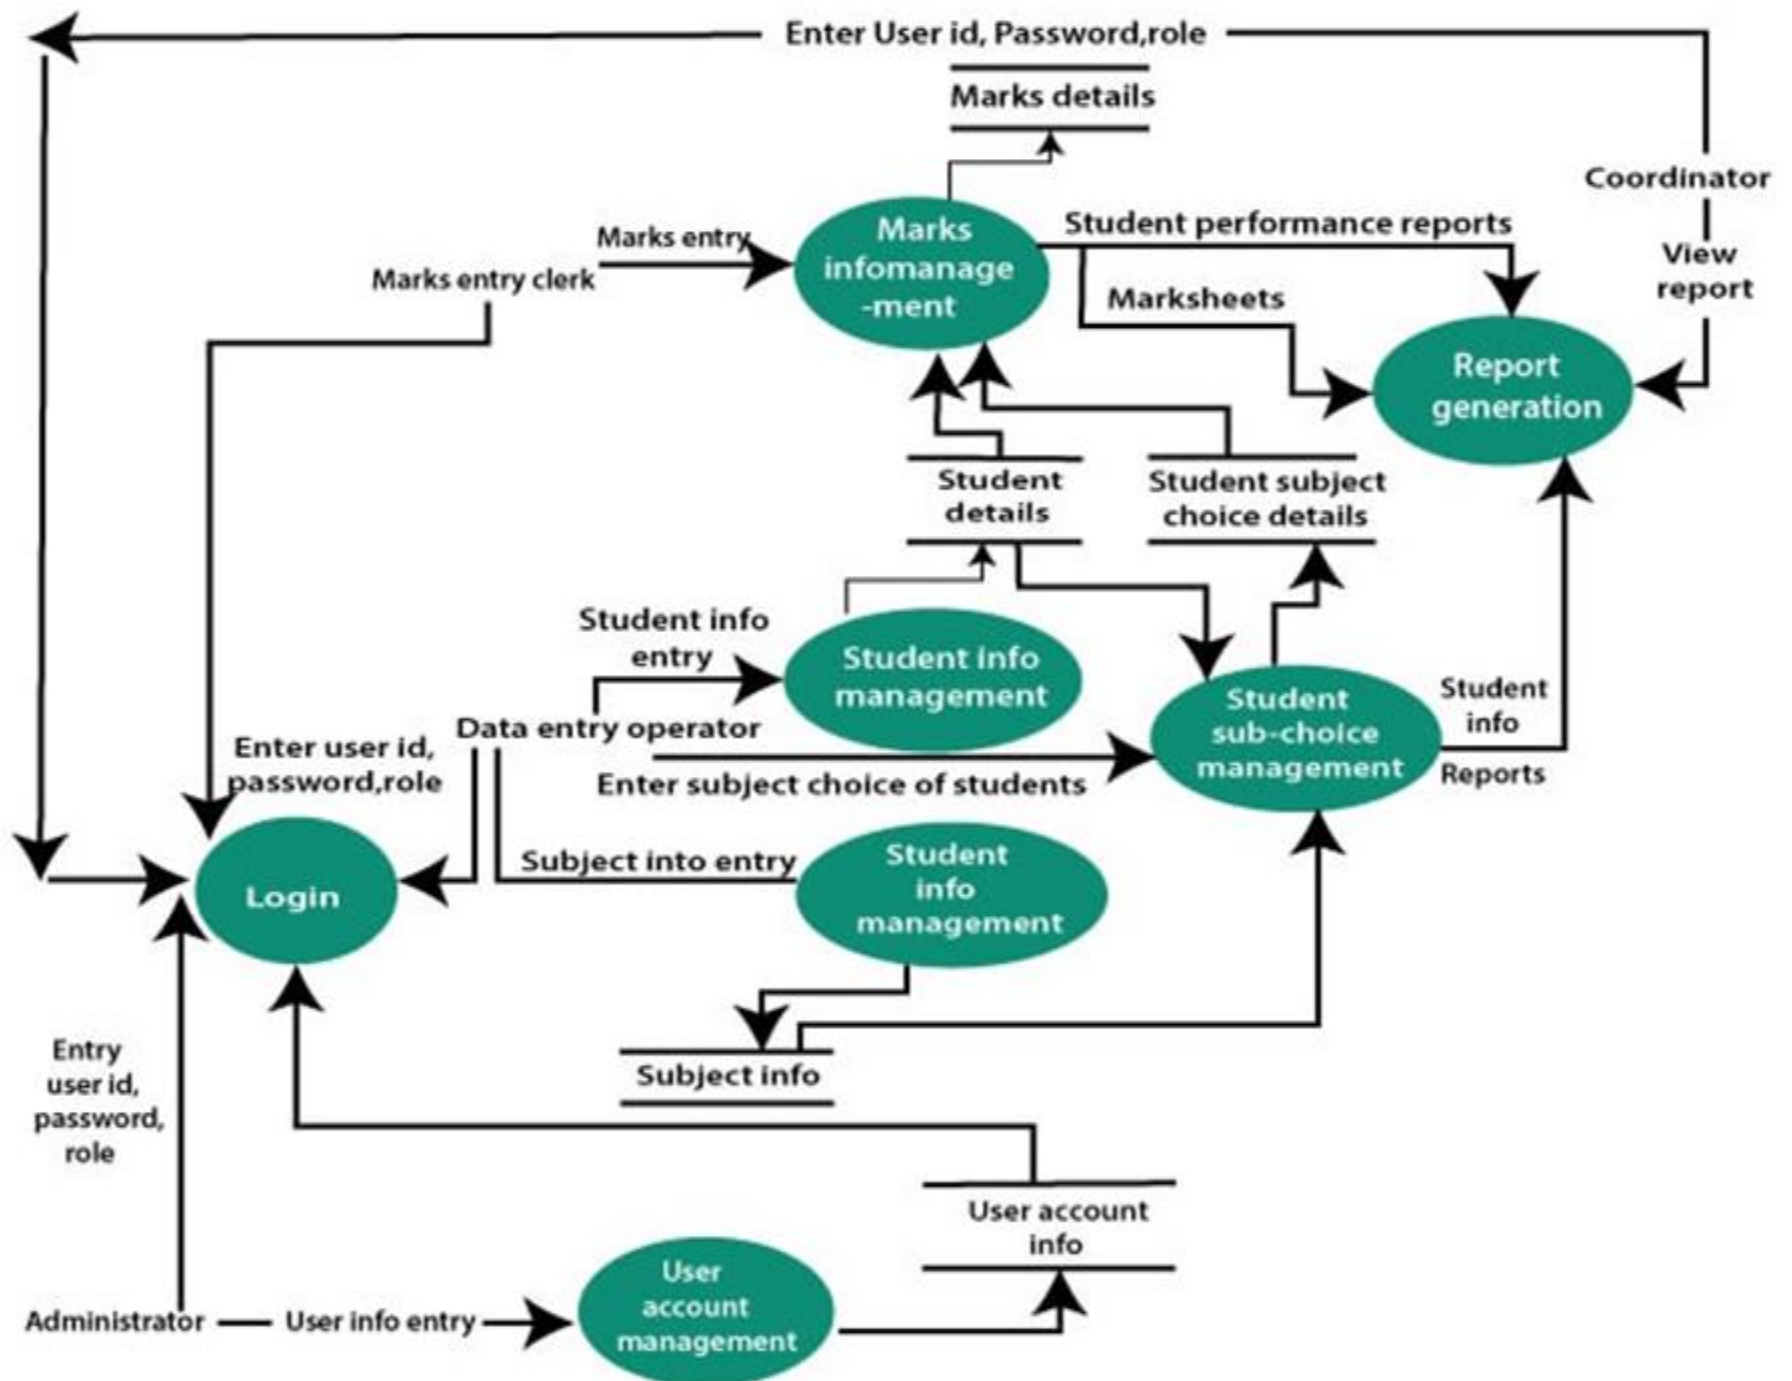 Enter User id, Password,role
Marks details
Coordinator
View
report
Student performance reports
Marks entry
Marks
infomanage
-ment
Marks entry clerk
Marksheets
Report
generation
Student
details
Student subject
choice details
Student info
entry
Student info
management
Data entry operator
Enter user id,
password,role
Enter subject choice of students
Student
sub-choice
management
Student
info
Reports
Login
Subject into entry
Student
info
management
Entry
user id,
password,
role
Subject info
User account
info
Administrator
User info entry
User
account
management